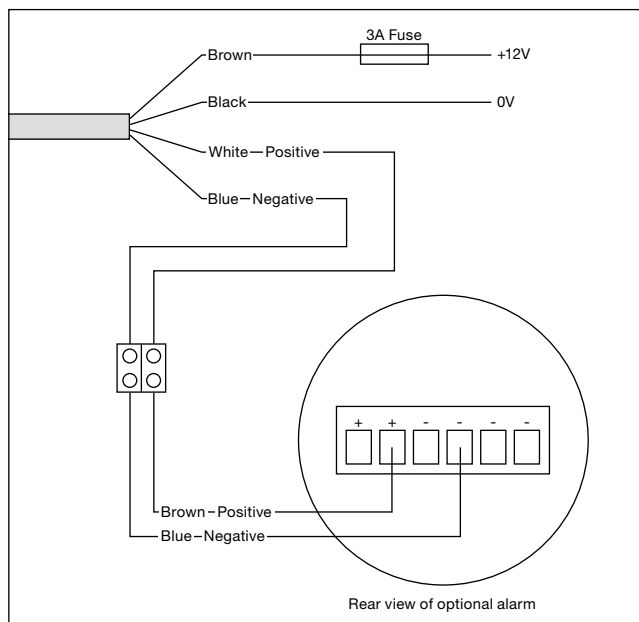 3A Fuse
Brown
+12V
Black
0V
White – Positive
Blue – Negative
+ + - - - -
Brown – Positive
Blue – Negative
Rear view of optional alarm